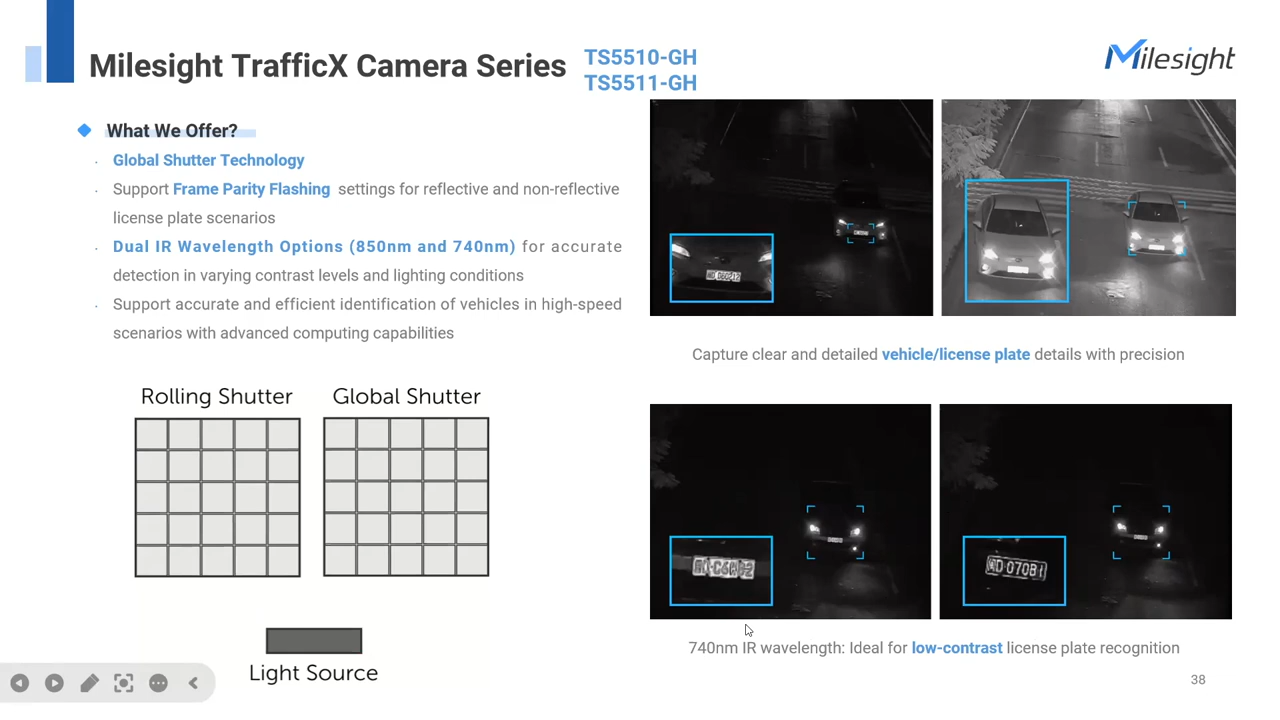 Milesight TrafficX Camera Series
TS5510-GH
TS5511-GH
Milesight
What We Offer?
Global Shutter Technology
Support Frame Parity Flashing settings for reflective and non-reflective
license plate scenarios
Dual IR Wavelength Options (850nm and 740nm) for accurate
detection in varying contrast levels and lighting conditions
Support accurate and efficient identification of vehicles in high-speed
scenarios with advanced computing capabilities
Capture clear and detailed vehicle/license plate details with precision
Rolling Shutter
Global Shutter
Light Source
740nm IR wavelength: Ideal for low-contrast license plate recognition
38